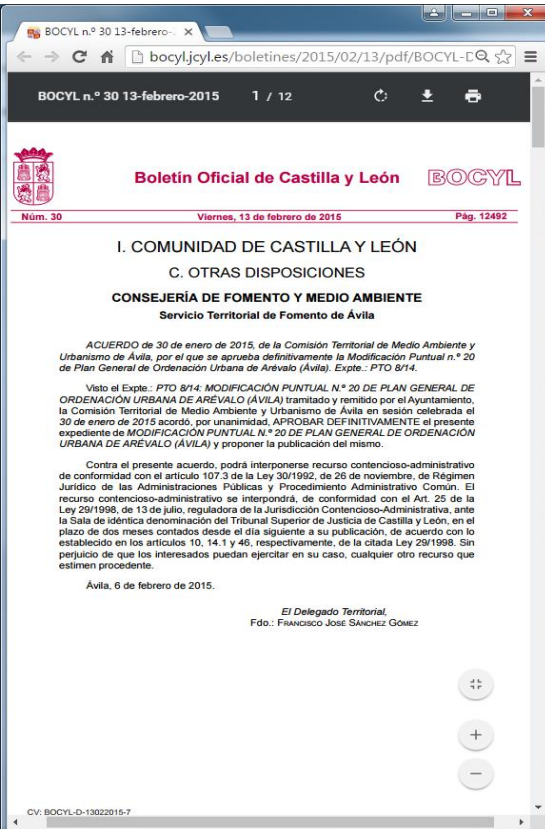 BOCYL n.º 30 13-febrero-
bocyl.jcyl.es/boletines/2015/02/13/pdf/BOCYL-D
BOCYL n.º 30 13-febrero-2015 1 / 12
Boletín Oficial de Castilla y León BOCYL
Núm. 30 Viernes, 13 de febrero de 2015 Pág. 12492
I. COMUNIDAD DE CASTILLA Y LEÓN
C. OTRAS DISPOSICIONES
CONSEJERÍA DE FOMENTO Y MEDIO AMBIENTE
Servicio Territorial de Fomento de Ávila
ACUERDO de 30 de enero de 2015, de la Comisión Territorial de Medio Ambiente y
Urbanismo de Ávila, por el que se aprueba definitivamente la Modificación Puntual n.º 20
de Plan General de Ordenación Urbana de Arévalo (Ávila). Expte.: PTO 8/14.
Visto el Expte.: PTO 8/14: MODIFICACIÓN PUNTUAL N.º 20 DE PLAN GENERAL DE
ORDENACIÓN URBANA DE ARÉVALO (ÁVILA) tramitado y remitido por el Ayuntamiento,
la Comisión Territorial de Medio Ambiente y Urbanismo de Ávila en sesión celebrada el
30 de enero de 2015 acordó, por unanimidad, APROBAR DEFINITIVAMENTE el presente
expediente de MODIFICACIÓN PUNTUAL N.º 20 DE PLAN GENERAL DE ORDENACIÓN
URBANA DE ARÉVALO (ÁVILA) y proponer la publicación del mismo.
Contra el presente acuerdo, podrá interponerse recurso contencioso-administrativo
de conformidad con el artículo 107.3 de la Ley 30/1992, de 26 de noviembre, de Régimen
Jurídico de las Administraciones Públicas y Procedimiento Administrativo Común. El
recurso contencioso-administrativo se interpondrá, de conformidad con el Art. 25 de la
Ley 29/1998, de 13 de julio, reguladora de la Jurisdicción Contencioso-Administrativa, ante
la Sala de idéntica denominación del Tribunal Superior de Justicia de Castilla y León, en el
plazo de dos meses contados desde el día siguiente a su publicación, de acuerdo con lo
establecido en los artículos 10, 14.1 y 46, respectivamente, de la citada Ley 29/1998. Sin
perjuicio de que los interesados puedan ejercitar en su caso, cualquier otro recurso que
estimen procedente.
Ávila, 6 de febrero de 2015.
El Delegado Territorial,
Fdo.: Francisco José Sánchez Gómez
CV: BOCYL-D-13022015-7